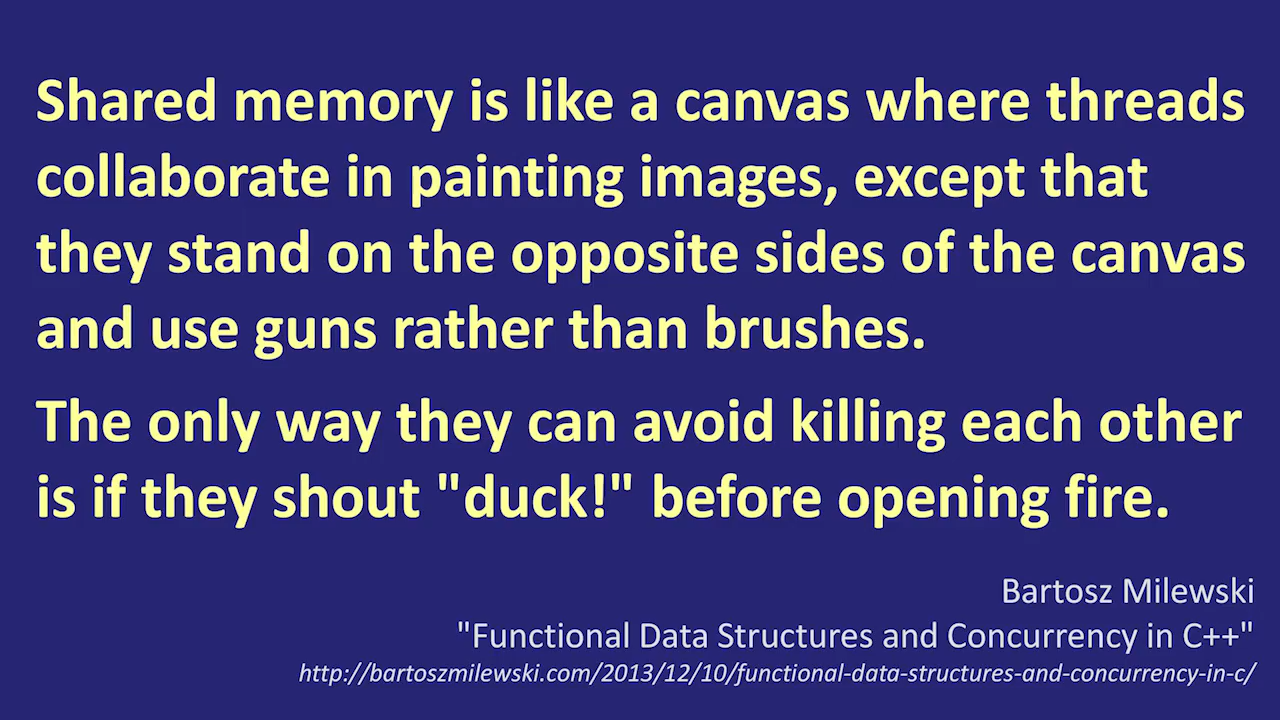 Shared memory is like a canvas where threads
collaborate in painting images, except that
they stand on the opposite sides of the canvas
and use guns rather than brushes.
The only way they can avoid killing each other
is if they shout "duck!" before opening fire.
Bartosz Milewski
"Functional Data Structures and Concurrency in C++"
http://bartoszmilewski.com/2013/12/10/functional-data-structures-and-concurrency-in-c/